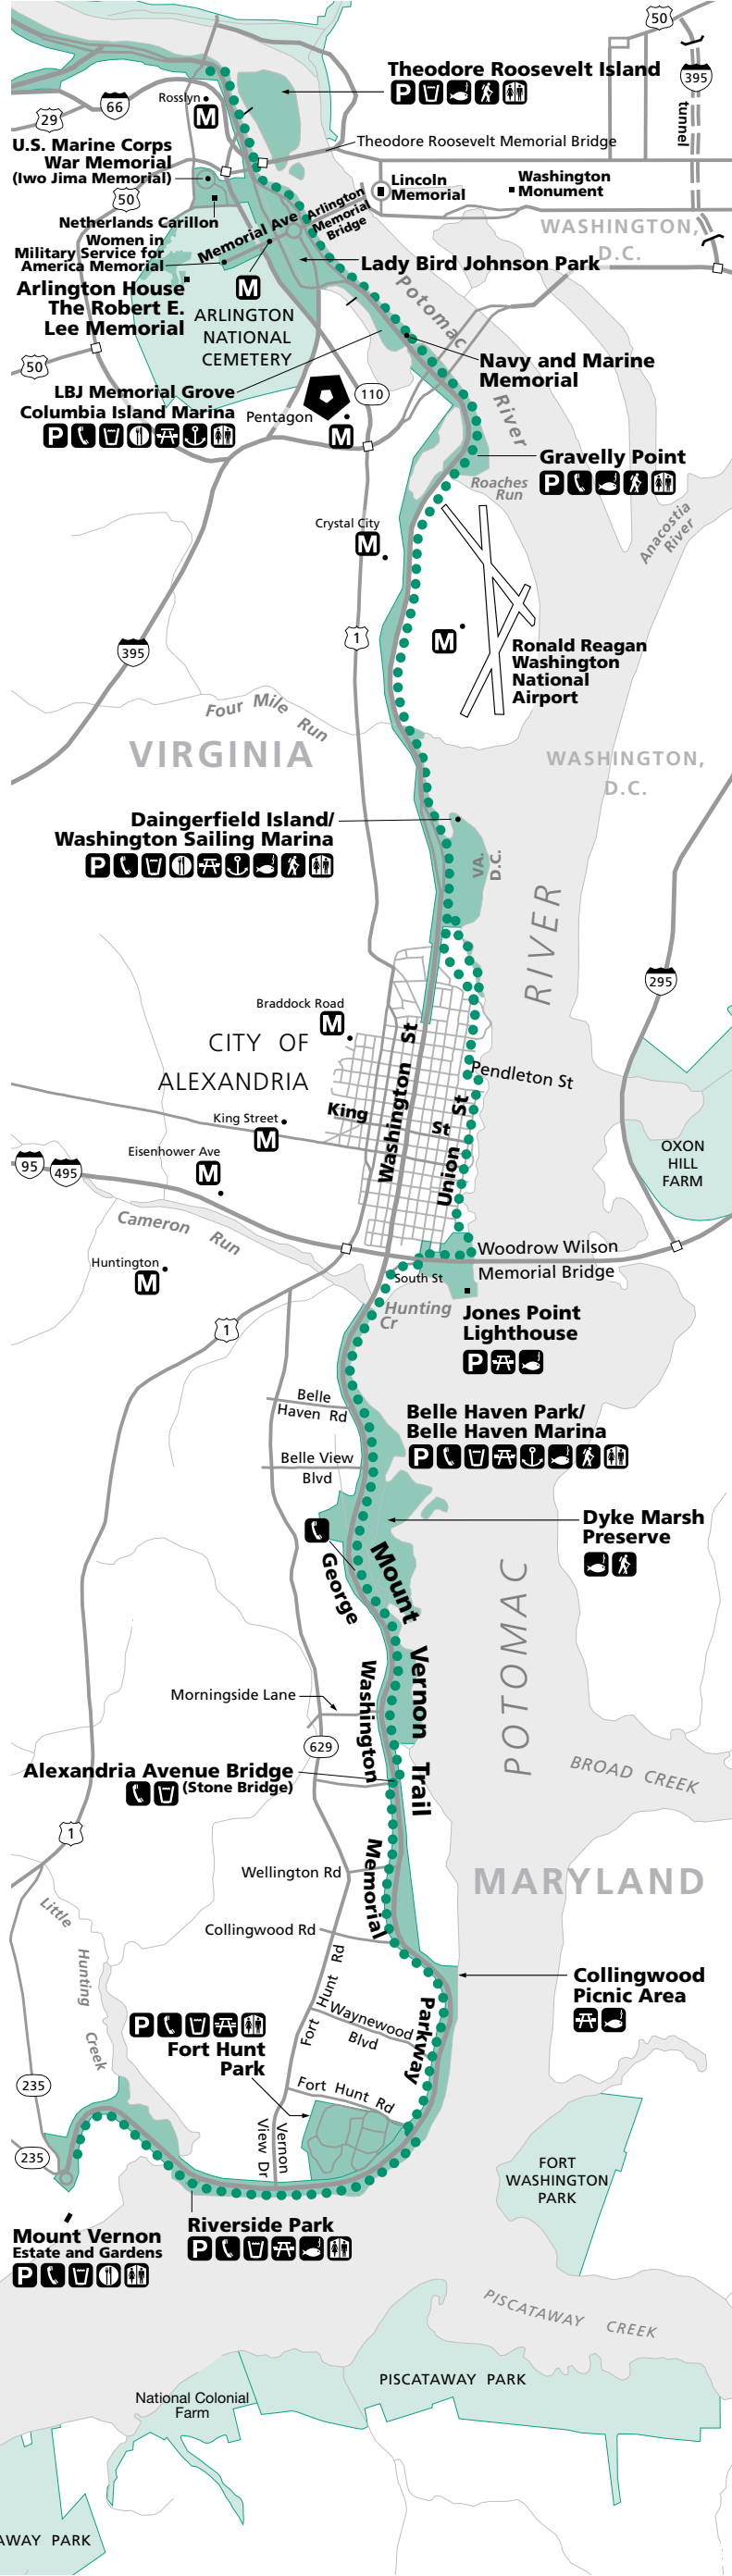 50
395
tunnel
Theodore Roosevelt Island
P
66
29
Rosslyn
M
U.S. Marine Corps
War Memorial
(Iwo Jima Memorial)
Theodore Roosevelt Memorial Bridge
50
Lincoln
Memorial
Washington
Monument
Netherlands Carillon
Arlington
Memorial
Bridge
Memorial Ave
WASHINGTON,
D.C.
Women in
Military Service for
America Memorial
Lady Bird Johnson Park
Arlington House
The Robert E.
Lee Memorial
M
ARLINGTON
NATIONAL
CEMETERY
Potomac
River
50
Navy and Marine
Memorial
LBJ Memorial Grove
Columbia Island Marina
P
110
Pentagon
M
Gravelly Point
P
Roaches
Run
Anacostia
River
Crystal City
M
1
M
Ronald Reagan
Washington
National
Airport
395
Four Mile Run
VIRGINIA
WASHINGTON,
D.C.
Daingerfield Island/
Washington Sailing Marina
P
VA.
D.C.
RIVER
295
Braddock Road
M
CITY OF
ALEXANDRIA
Washington St
Pendleton St
King St
Union St
King Street
M
Eisenhower Ave
M
95
495
OXON
HILL
FARM
Cameron Run
Huntington
M
Woodrow Wilson
Memorial Bridge
South St
Hunting
Cr
Jones Point
Lighthouse
P
1
Belle
Haven Rd
Belle Haven Park/
Belle Haven Marina
P
Belle View
Blvd
Dyke Marsh
Preserve
George Washington Memorial Parkway
Mount Vernon Trail
POTOMAC
Morningside Lane
629
Alexandria Avenue Bridge
(Stone Bridge)
BROAD CREEK
1
Wellington Rd
MARYLAND
Little Hunting Creek
Collingwood Rd
Collingwood
Picnic Area
Fort Hunt Rd
Waynewood
Blvd
P
Fort Hunt
Park
Fort Hunt Rd
235
235
Vernon
View Dr
FORT
WASHINGTON
PARK
Mount Vernon
Estate and Gardens
P
Riverside Park
P
PISCATAWAY CREEK
PISCATAWAY PARK
National Colonial
Farm
AWAY PARK